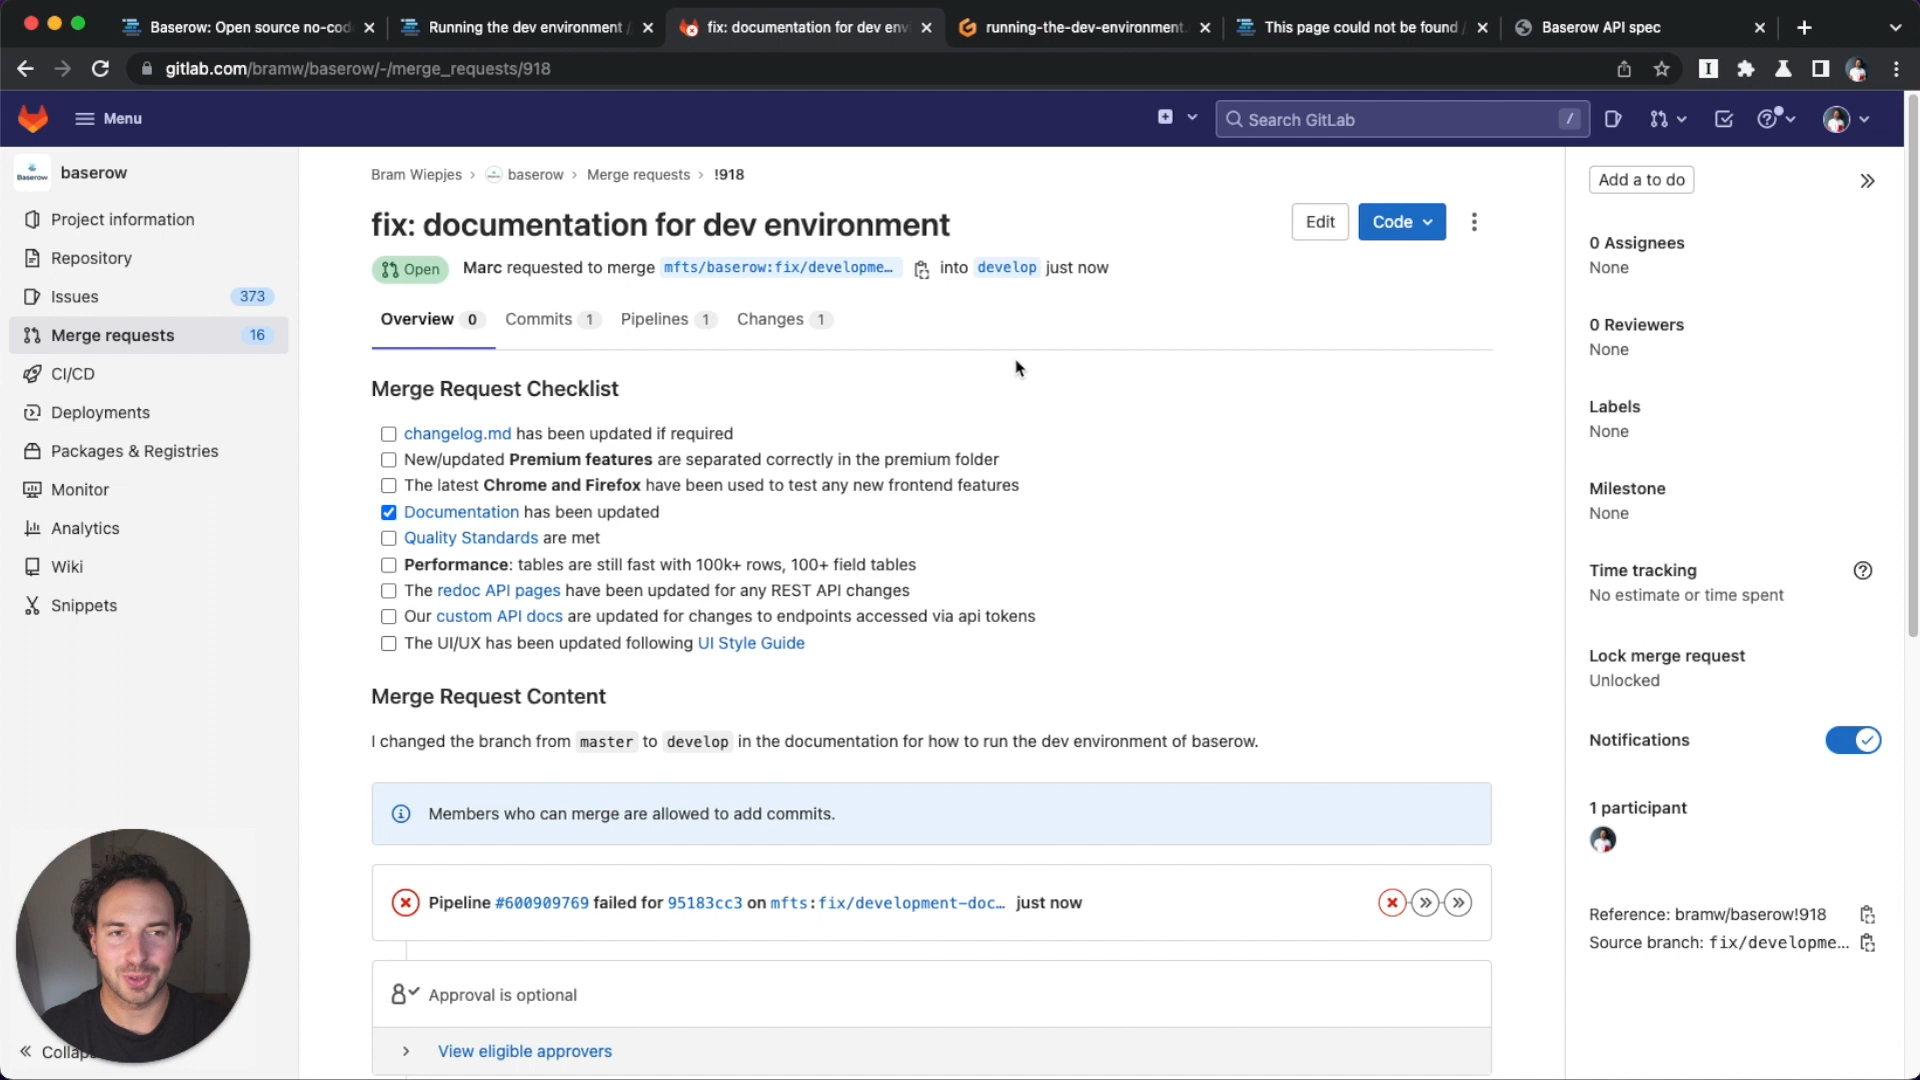 Baserow: Open source no-cod
Running the dev environment /
fix: documentation for dev envi
running-the-dev-environment.
This page could not be found /
Baserow API spec
gitlab.com/bramw/baserow/-/merge_requests/918
Menu
Search GitLab
/
Baserow
baserow
Project information
Repository
Issues 373
Merge requests 16
CI/CD
Deployments
Packages & Registries
Monitor
Analytics
Wiki
Snippets
Bram Wiepjes › baserow › Merge requests › !918
fix: documentation for dev environment
Edit
Code
Open Marc requested to merge mfts/baserow:fix/developme… into develop just now
Overview 0 Commits 1 Pipelines 1 Changes 1
Merge Request Checklist
changelog.md has been updated if required
New/updated Premium features are separated correctly in the premium folder
The latest Chrome and Firefox have been used to test any new frontend features
Documentation has been updated
Quality Standards are met
Performance: tables are still fast with 100k+ rows, 100+ field tables
The redoc API pages have been updated for any REST API changes
Our custom API docs are updated for changes to endpoints accessed via api tokens
The UI/UX has been updated following UI Style Guide
Merge Request Content
I changed the branch from master to develop in the documentation for how to run the dev environment of baserow.
Members who can merge are allowed to add commits.
Pipeline #600909769 failed for 95183cc3 on mfts:fix/development-doc… just now
Approval is optional
View eligible approvers
Add a to do
0 Assignees
None
0 Reviewers
None
Labels
None
Milestone
None
Time tracking
No estimate or time spent
Lock merge request
Unlocked
Notifications
1 participant
Reference: bramw/baserow!918
Source branch: fix/developme…